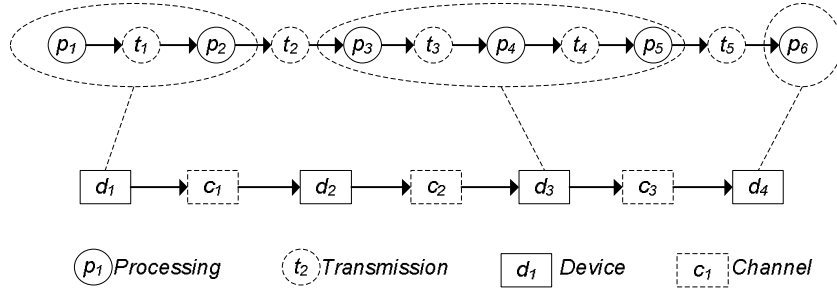 p1 t1 p2 t2 p3 t3 p4 t4 p5 t5 p6
d1 c1 d2 c2 d3 c3 d4
p1 Processing t2 Transmission d1 Device c1 Channel